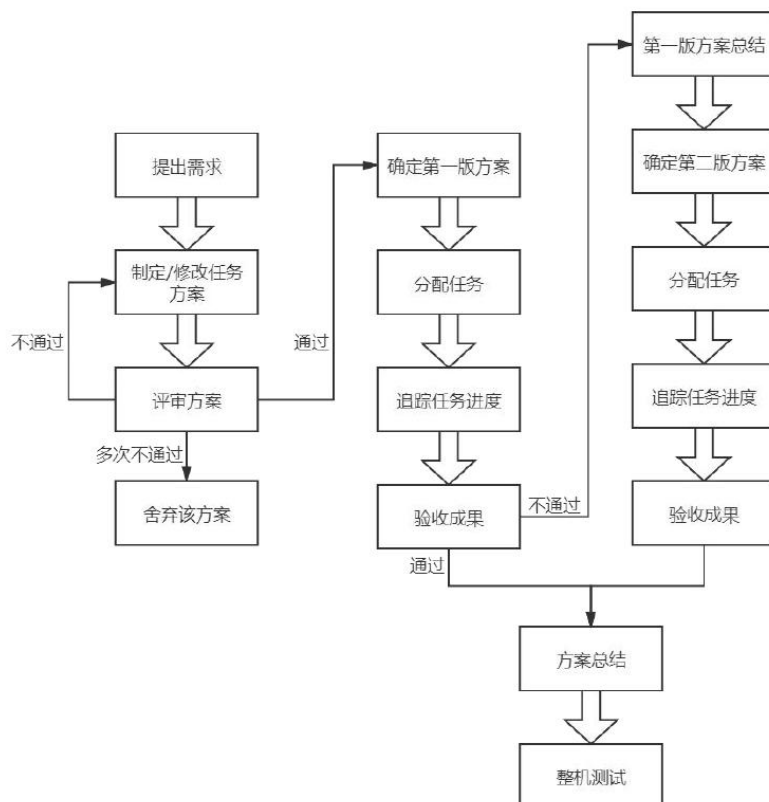 提出需求
制定/修改任务
方案
不通过
评审方案
多次不通过
舍弃该方案
通过
确定第一版方案
分配任务
追踪任务进度
验收成果
不通过
通过
第一版方案总结
确定第二版方案
分配任务
追踪任务进度
验收成果
方案总结
整机测试